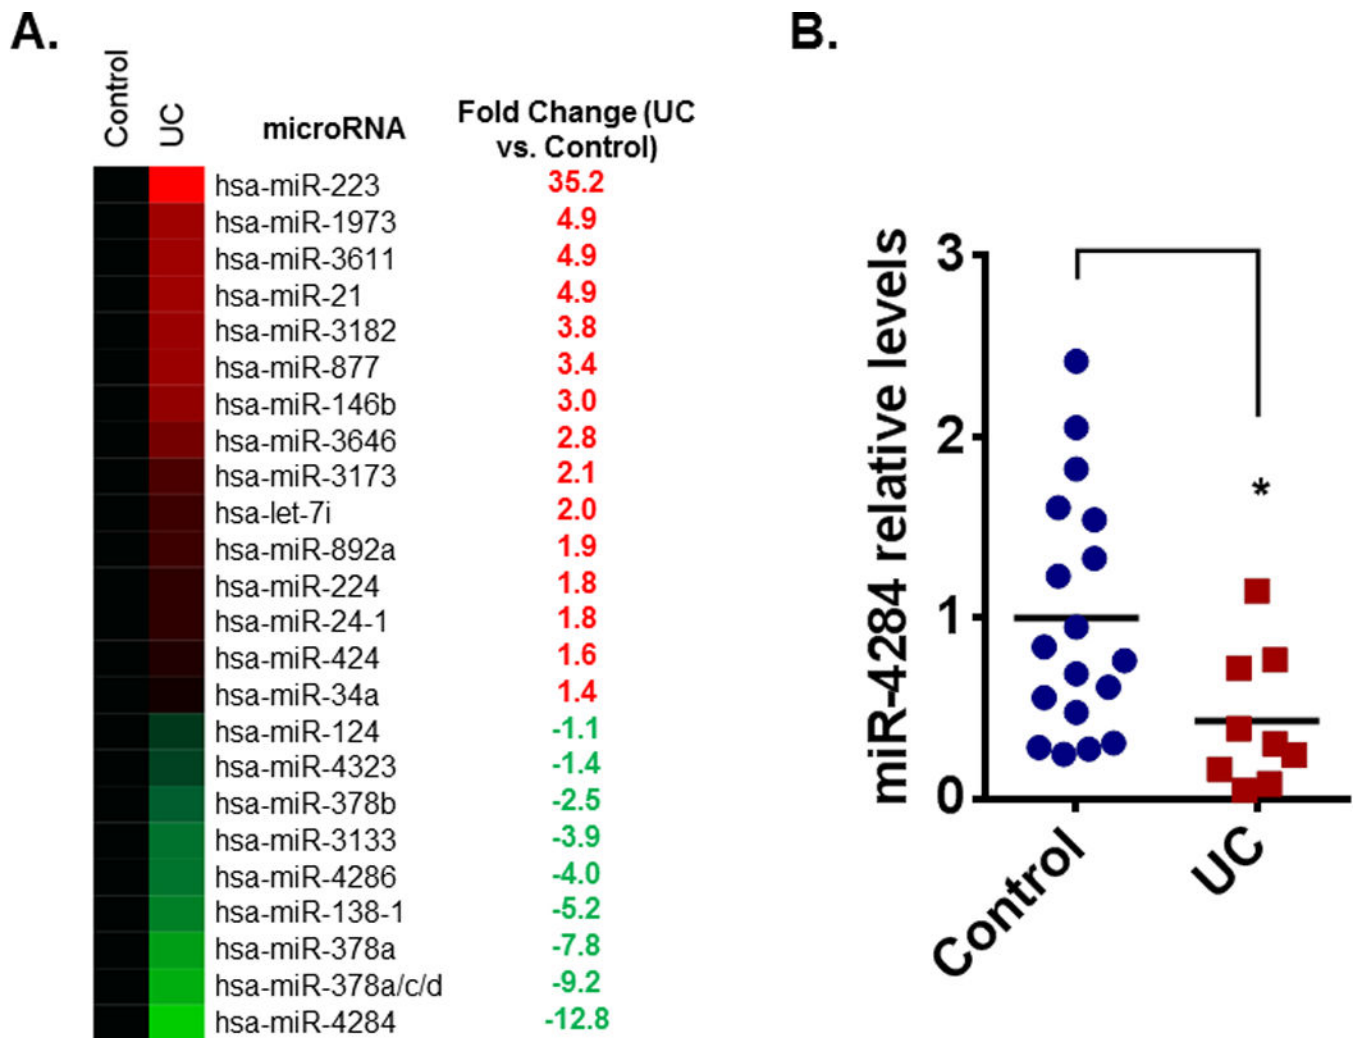 A.
Control
UC
microRNA
Fold Change (UC
vs. Control)
hsa-miR-223 35.2
hsa-miR-1973 4.9
hsa-miR-3611 4.9
hsa-miR-21 4.9
hsa-miR-3182 3.8
hsa-miR-877 3.4
hsa-miR-146b 3.0
hsa-miR-3646 2.8
hsa-miR-3173 2.1
hsa-let-7i 2.0
hsa-miR-892a 1.9
hsa-miR-224 1.8
hsa-miR-24-1 1.8
hsa-miR-424 1.6
hsa-miR-34a 1.4
hsa-miR-124 -1.1
hsa-miR-4323 -1.4
hsa-miR-378b -2.5
hsa-miR-3133 -3.9
hsa-miR-4286 -4.0
hsa-miR-138-1 -5.2
hsa-miR-378a -7.8
hsa-miR-378a/c/d -9.2
hsa-miR-4284 -12.8
B.
miR-4284 relative levels
3
2
1
0
*
Control
UC